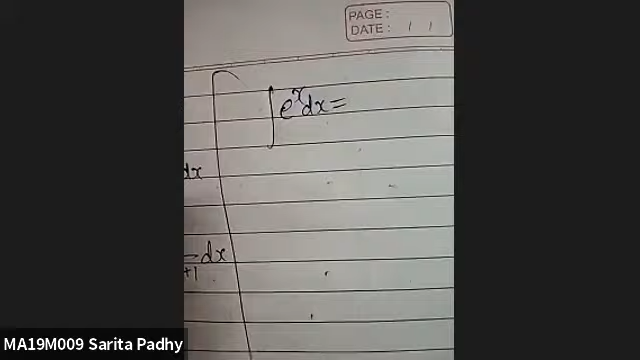 PAGE :
DATE : / /
∫ eˣdx =
dx
dx
+1
MA19M009 Sarita Padhy